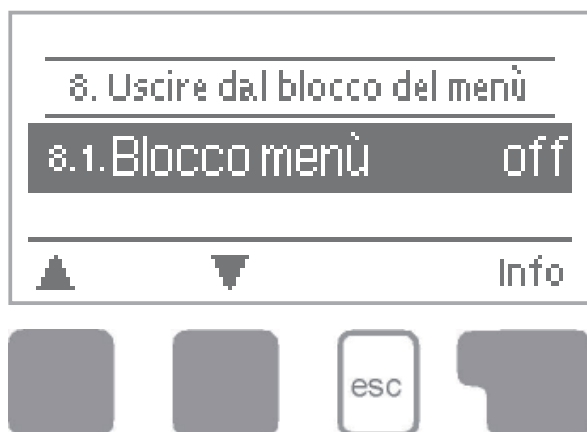 8. Uscire dal blocco del menù
8.1. Blocco menù off
Info
esc